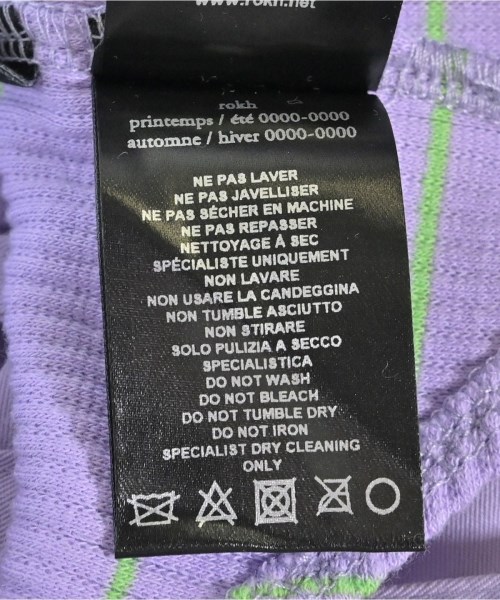 www.rokh.net
rokh
printemps / été 0000-0000
automne / hiver 0000-0000
NE PAS LAVER
NE PAS JAVELLISER
NE PAS SÉCHER EN MACHINE
NE PAS REPASSER
NETTOYAGE À SEC
SPÉCIALISTE UNIQUEMENT
NON LAVARE
NON USARE LA CANDEGGINA
NON TUMBLE ASCIUTTO
NON STIRARE
SOLO PULIZIA A SECCO
SPECIALISTICA
DO NOT WASH
DO NOT BLEACH
DO NOT TUMBLE DRY
DO NOT IRON
SPECIALIST DRY CLEANING
ONLY